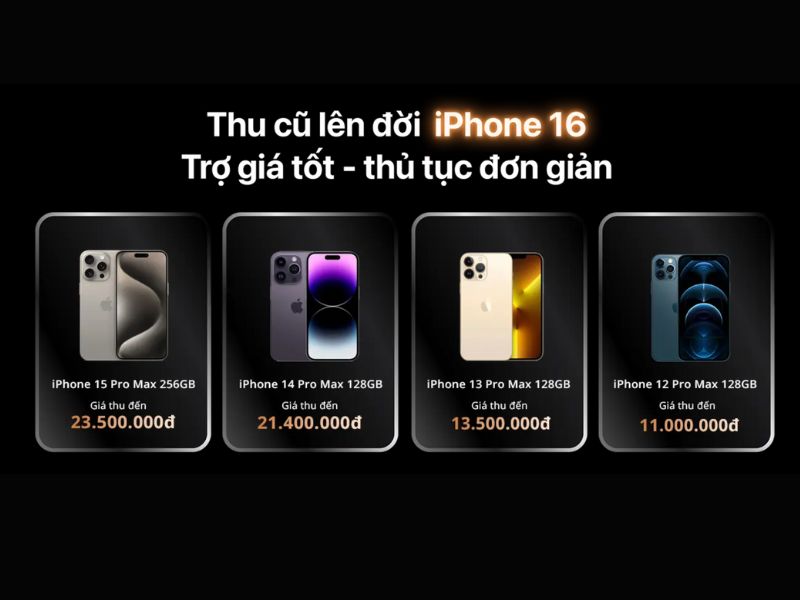 Thu cũ lên đời iPhone 16
Trợ giá tốt - thủ tục đơn giản
iPhone 15 Pro Max 256GB
Giá thu đến
23.500.000đ
iPhone 14 Pro Max 128GB
Giá thu đến
21.400.000đ
iPhone 13 Pro Max 128GB
Giá thu đến
13.500.000đ
iPhone 12 Pro Max 128GB
Giá thu đến
11.000.000đ